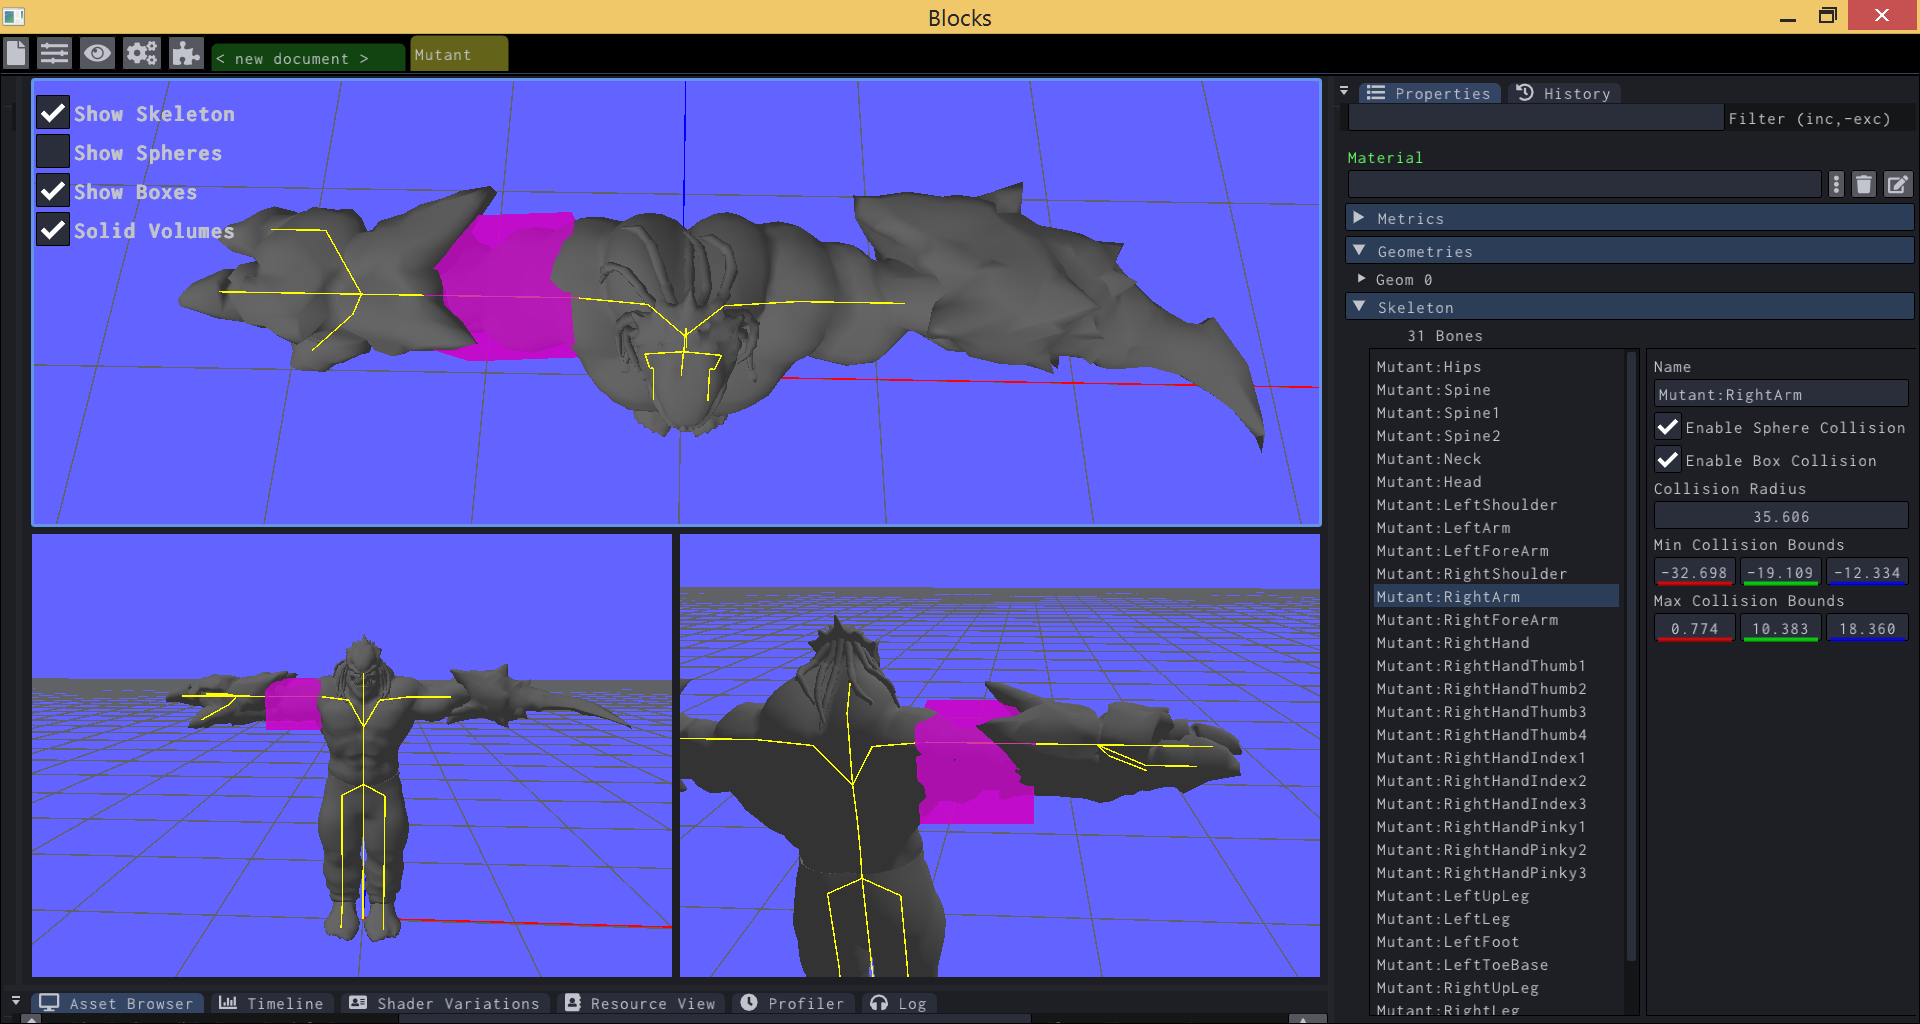 Blocks
< new document >
Mutant
Show Skeleton
Show Spheres
Show Boxes
Solid Volumes
Properties
History
Filter (inc,-exc)
Material
Metrics
Geometries
Geom 0
Skeleton
31 Bones
Mutant:Hips
Mutant:Spine
Mutant:Spine1
Mutant:Spine2
Mutant:Neck
Mutant:Head
Mutant:LeftShoulder
Mutant:LeftArm
Mutant:LeftForeArm
Mutant:RightShoulder
Mutant:RightArm
Mutant:RightForeArm
Mutant:RightHand
Mutant:RightHandThumb1
Mutant:RightHandThumb2
Mutant:RightHandThumb3
Mutant:RightHandThumb4
Mutant:RightHandIndex1
Mutant:RightHandIndex2
Mutant:RightHandIndex3
Mutant:RightHandPinky1
Mutant:RightHandPinky2
Mutant:RightHandPinky3
Mutant:LeftUpLeg
Mutant:LeftLeg
Mutant:LeftFoot
Mutant:LeftToeBase
Mutant:RightUpLeg
Mutant:RightLeg
Name
Mutant:RightArm
Enable Sphere Collision
Enable Box Collision
Collision Radius
35.606
Min Collision Bounds
-32.698 -19.109 -12.334
Max Collision Bounds
0.774 10.383 18.360
Asset Browser
Timeline
Shader Variations
Resource View
Profiler
Log